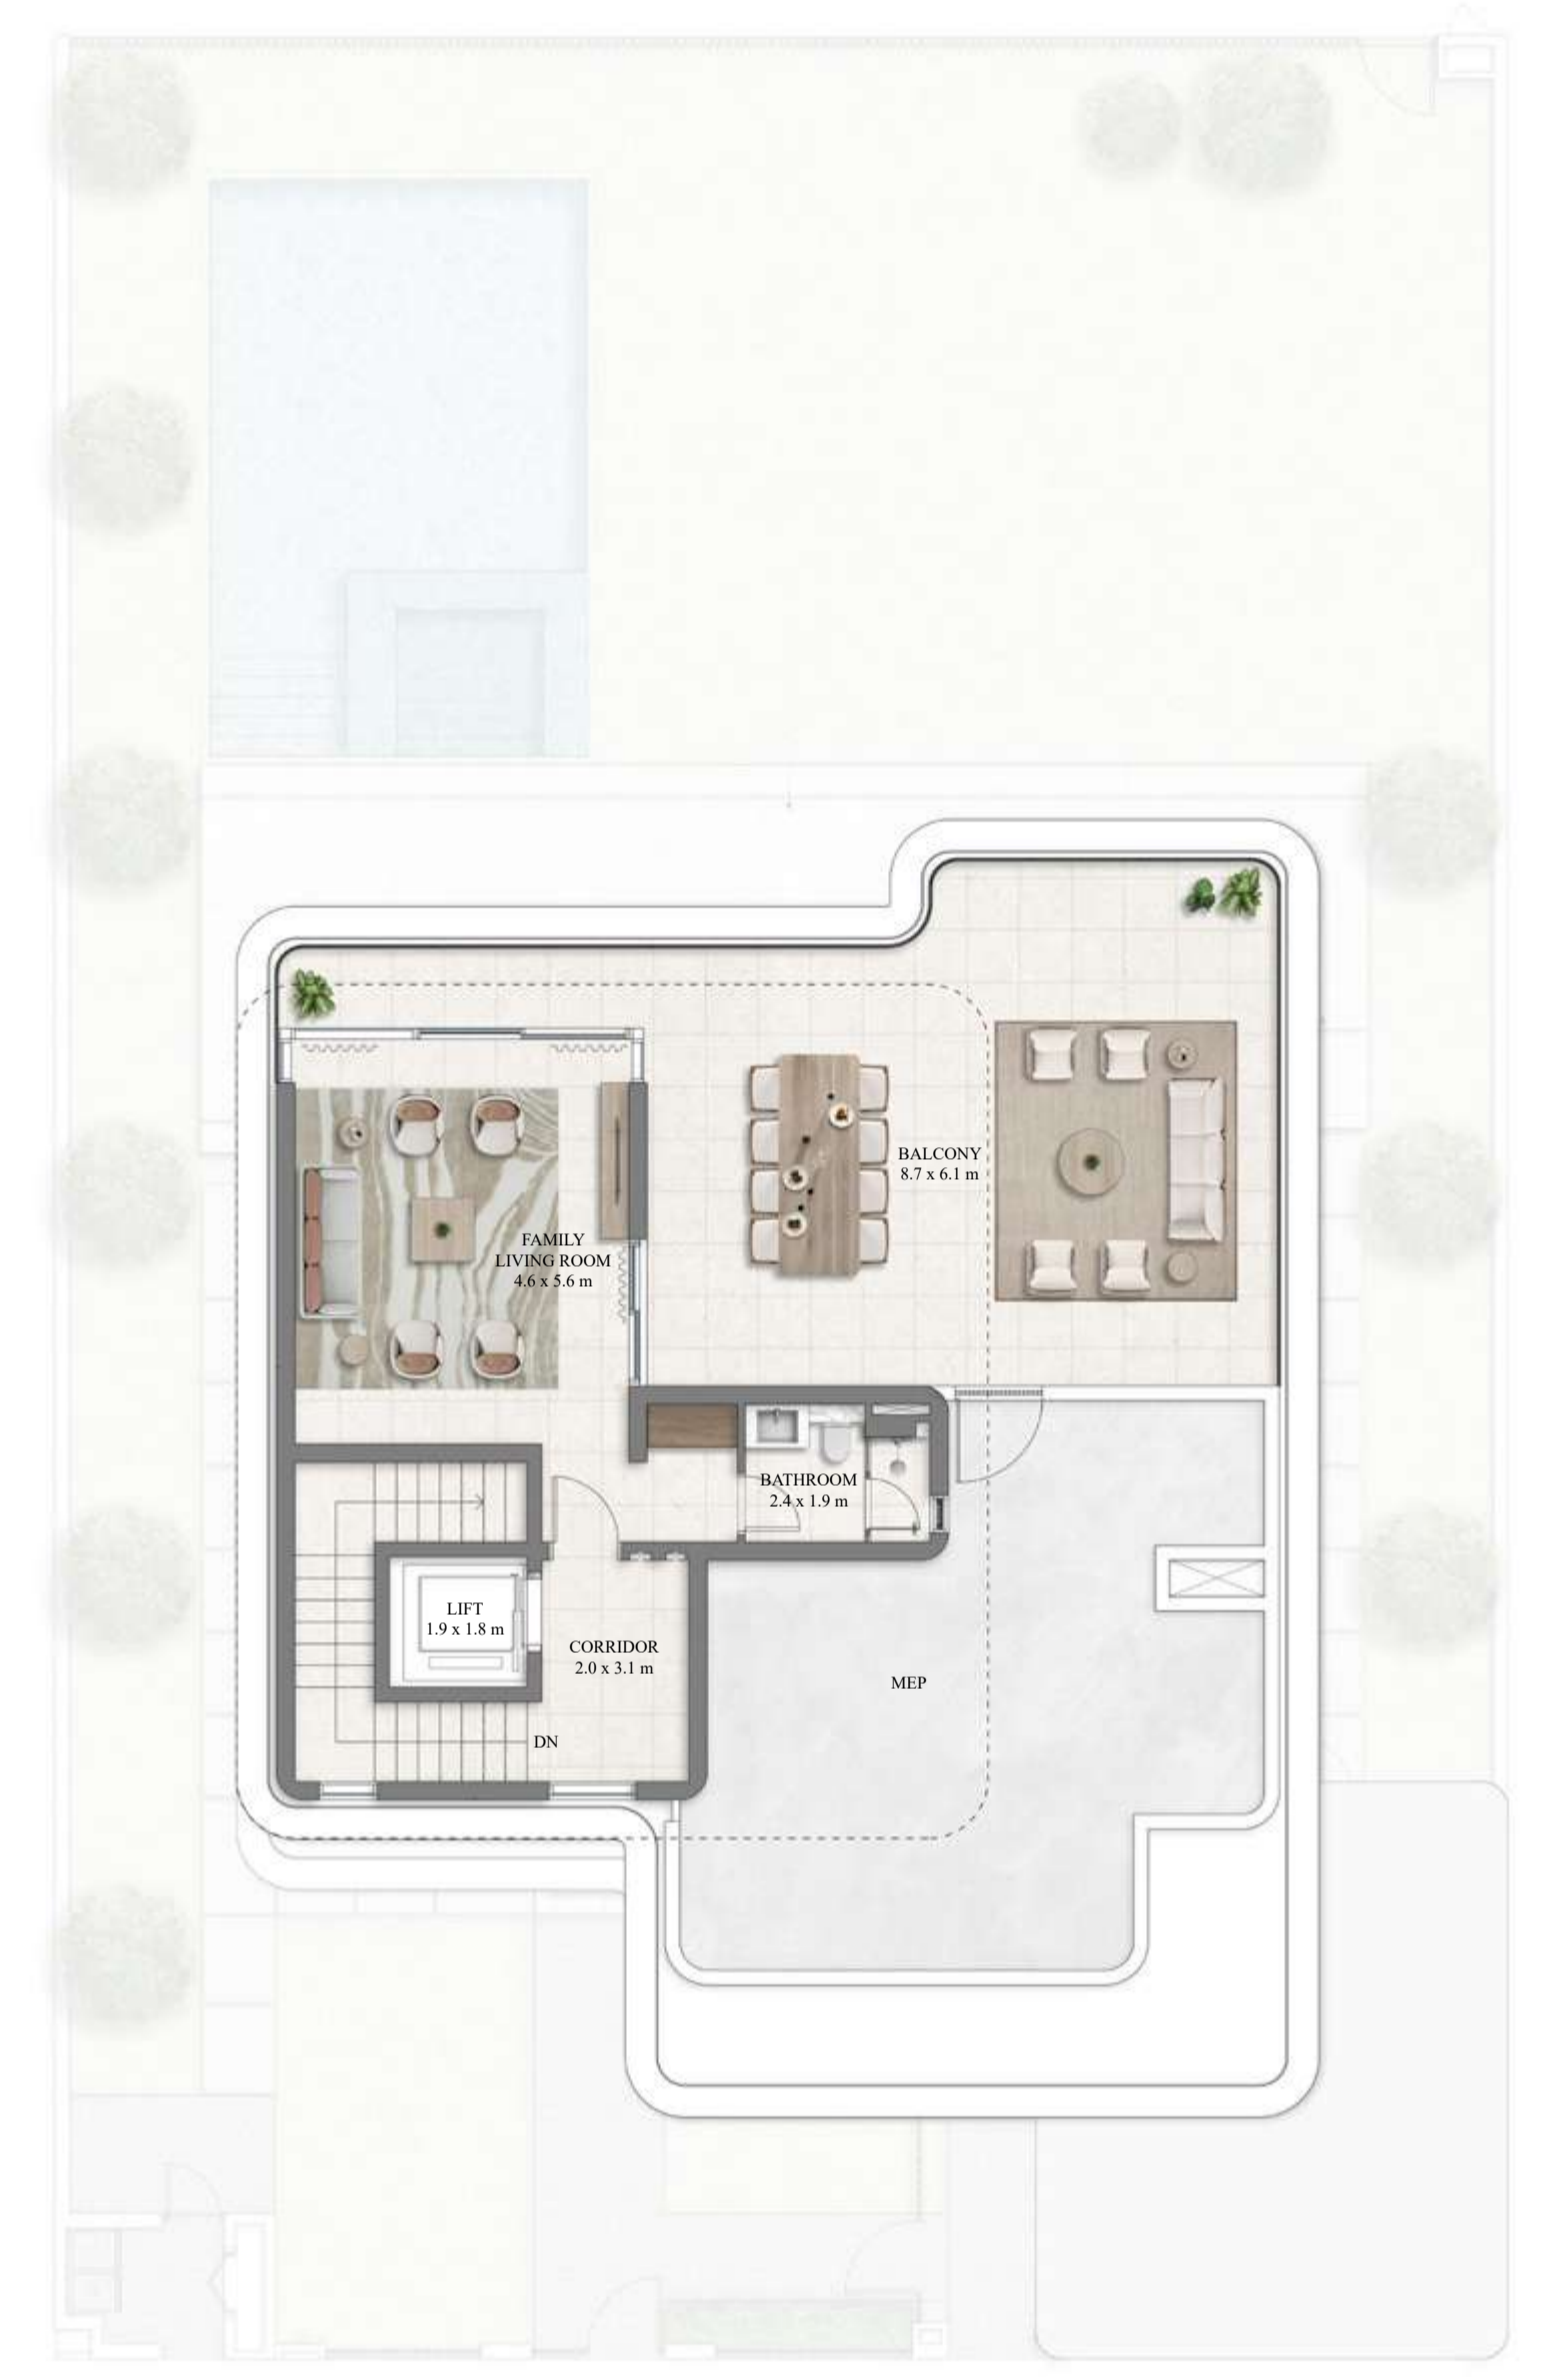 BALCONY
8.7 x 6.1 m
FAMILY
LIVING ROOM
4.6 x 5.6 m
BATHROOM
2.4 x 1.9 m
LIFT
1.9 x 1.8 m
CORRIDOR
2.0 x 3.1 m
MEP
DN